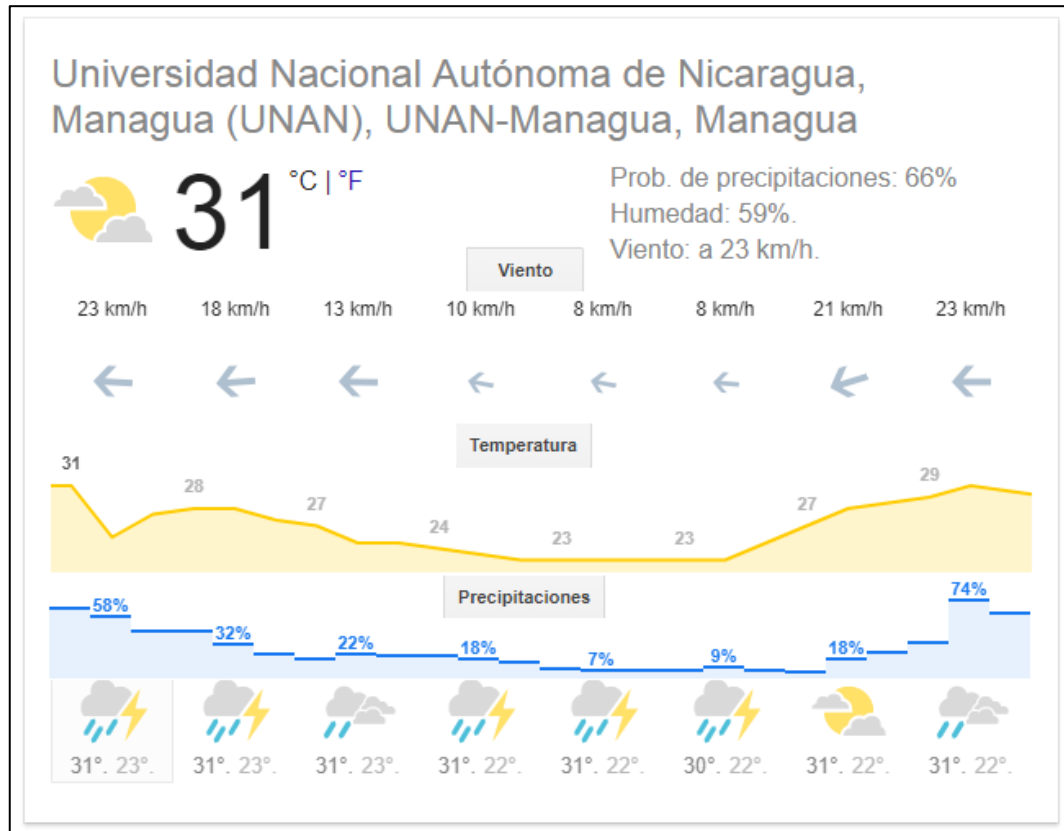 Universidad Nacional Autónoma de Nicaragua,
Managua (UNAN), UNAN-Managua, Managua
31 °C | °F
Prob. de precipitaciones: 66%
Humedad: 59%.
Viento: a 23 km/h.
Viento
23 km/h 18 km/h 13 km/h 10 km/h 8 km/h 8 km/h 21 km/h 23 km/h
Temperatura
31 28 27 24 23 23 27 29
Precipitaciones
58% 32% 22% 18% 7% 9% 18% 74%
31°. 23°. 31°. 23°. 31°. 23°. 31°. 22°. 31°. 22°. 30°. 22°. 31°. 22°. 31°. 22°.